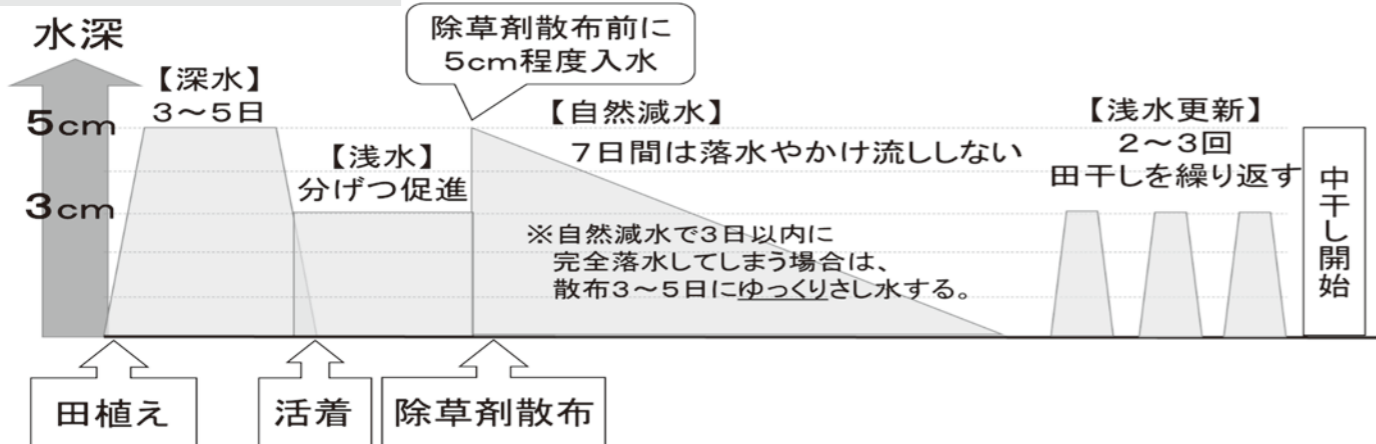 水深
除草剤散布前に
5cm程度入水
【深水】
3～5日
5cm
【自然減水】
【浅水更新】
2～3回
田干しを繰り返す
7日間は落水やかけ流ししない
【浅水】
分げつ促進
3cm
※自然減水で3日以内に
完全落水してしまう場合は、
散布3～5日にゆっくりさし水する。
中干し開始
田植え
活着
除草剤散布